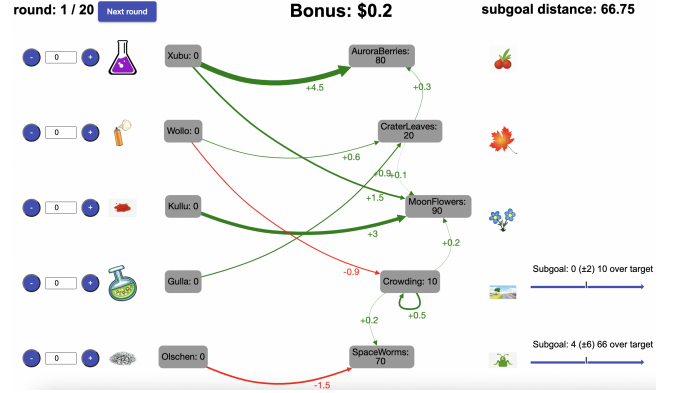 round: 1 / 20
Next round
Bonus: $0.2
subgoal distance: 66.75
- 0 +
Xubu: 0
AuroraBerries:
80
+4.5
+0.3
- 0 +
Wollo: 0
CraterLeaves:
20
+0.6
+0.9
+0.1
+1.5
- 0 +
Kullu: 0
MoonFlowers:
90
+3
+0.2
-0.9
Subgoal: 0 (±2) 10 over target
- 0 +
Gulla: 0
Crowding: 10
+0.2
+0.5
Subgoal: 4 (±6) 66 over target
- 0 +
Olschen: 0
SpaceWorms:
70
-1.5